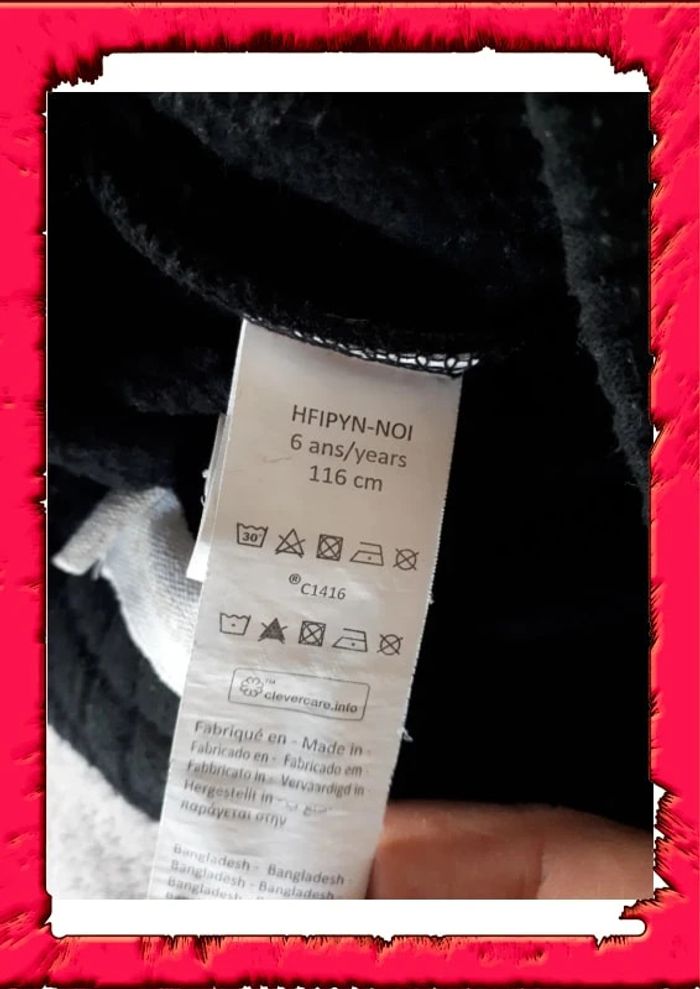 HFIPYN-NOI
6 ans/years
116 cm
30°
®C1416
™
clevercare.info
Fabriqué en - Made in -
Fabricado en - Fabricado em -
Fabbricato in - Vervaardigd in
Hergestellt in -
παράγεται στην
Bangladesh - Bangladesh -
Bangladesh - Bangladesh -
Bangladesh -